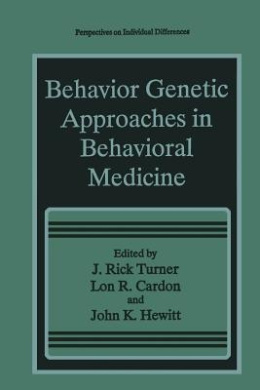 Perspectives on Individual Differences
Behavior Genetic
Approaches in
Behavioral
Medicine
Edited by
J. Rick Turner
Lon R. Cardon
and
John K. Hewitt